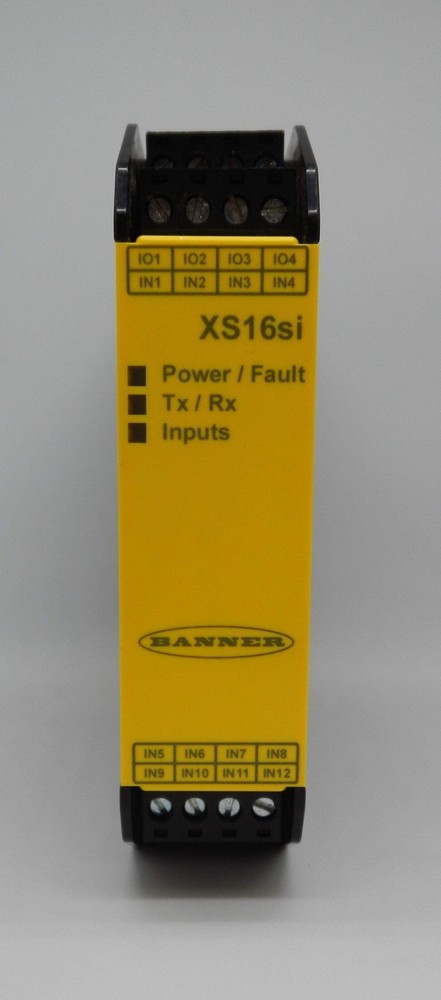 IO1 IO2 IO3 IO4
IN1 IN2 IN3 IN4
XS16si
Power / Fault
Tx / Rx
Inputs
BANNER
IN5 IN6 IN7 IN8
IN9 IN10 IN11 IN12